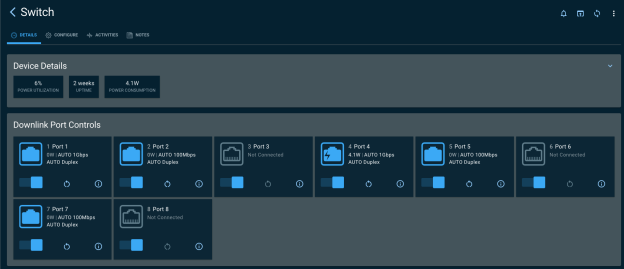 Switch
DETAILS CONFIGURE ACTIVITIES NOTES
Device Details
6% 2 weeks 4.1W
POWER UTILIZATION UPTIME POWER CONSUMPTION
Downlink Port Controls
1 Port 1
0W | AUTO 1Gbps
AUTO Duplex
2 Port 2
0W | AUTO 100Mbps
AUTO Duplex
3 Port 3
Not Connected
4 Port 4
4.1W | AUTO 1Gbps
AUTO Duplex
5 Port 5
0W | AUTO 100Mbps
AUTO Duplex
6 Port 6
Not Connected
7 Port 7
0W | AUTO 100Mbps
AUTO Duplex
8 Port 8
Not Connected